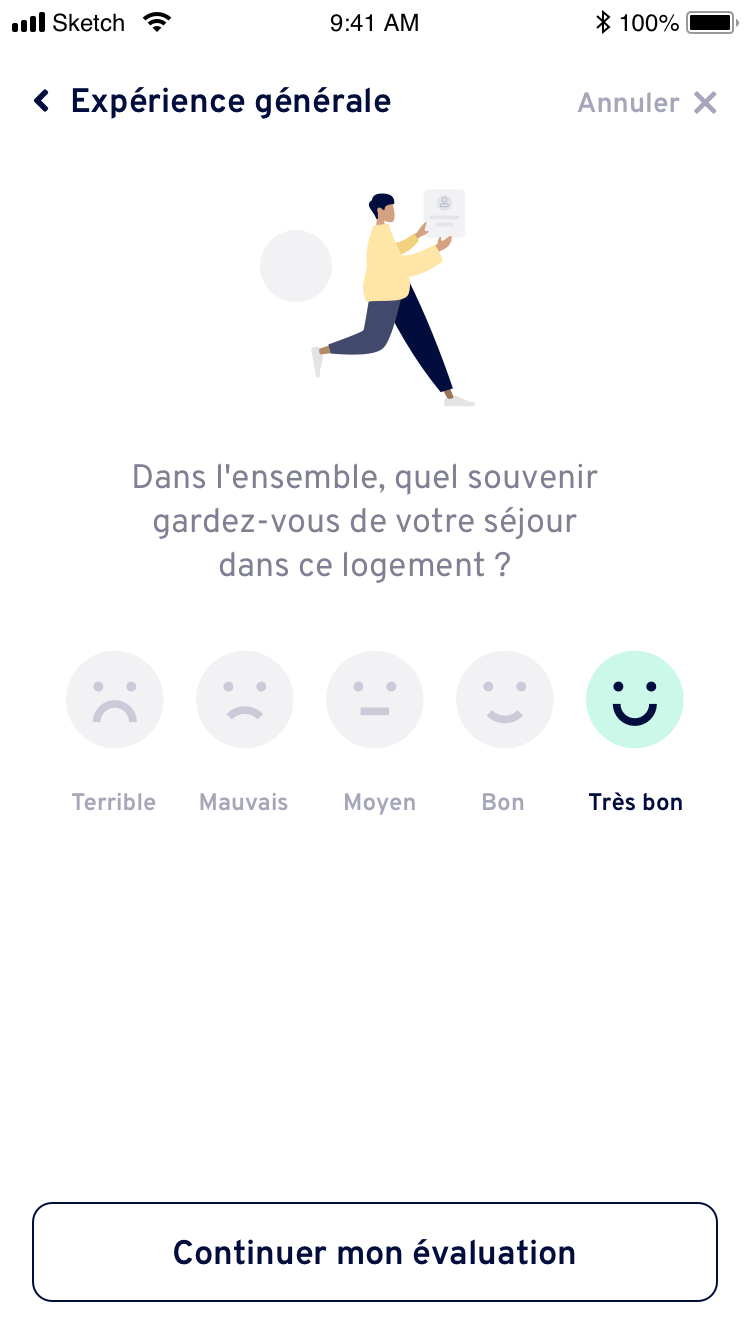 Sketch 9:41 AM 100%
Expérience générale Annuler
Dans l'ensemble, quel souvenir
gardez-vous de votre séjour
dans ce logement ?
Terrible Mauvais Moyen Bon Très bon
Continuer mon évaluation